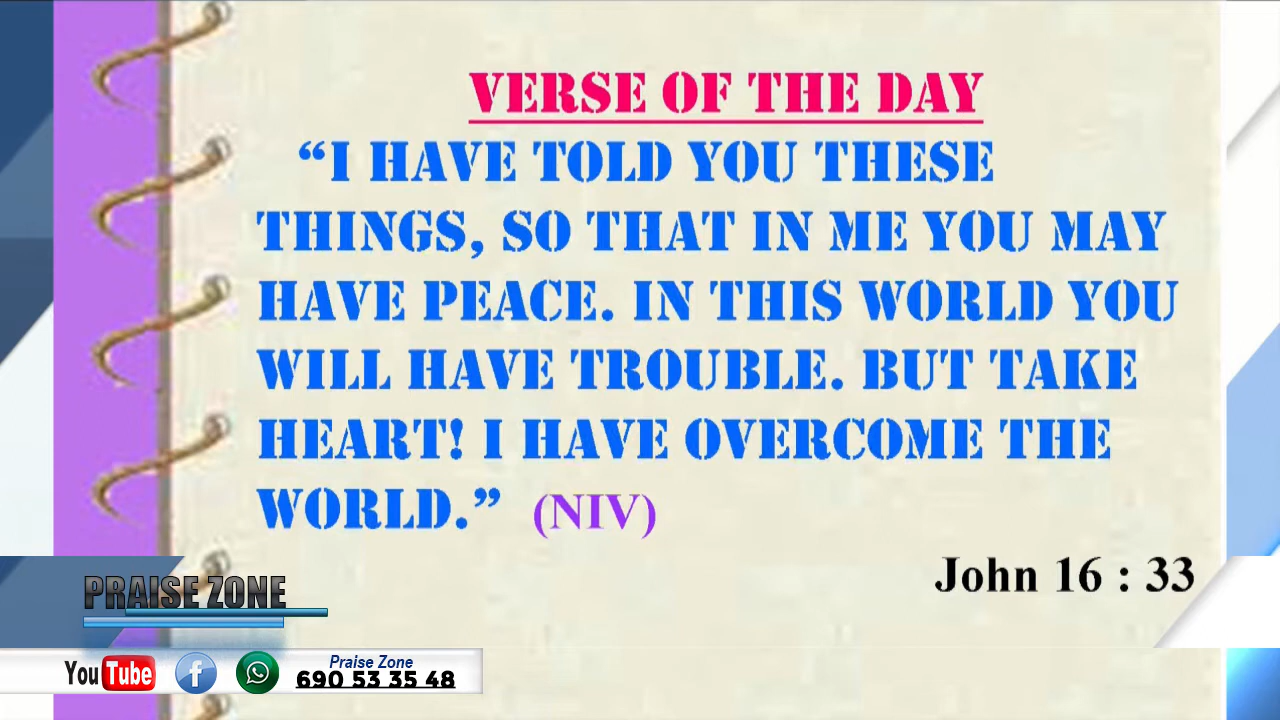 VERSE OF THE DAY
“I HAVE TOLD YOU THESE
THINGS, SO THAT IN ME YOU MAY
HAVE PEACE. IN THIS WORLD YOU
WILL HAVE TROUBLE. BUT TAKE
HEART! I HAVE OVERCOME THE
WORLD.” (NIV)
John 16 : 33
PRAISE ZONE
YouTube
Praise Zone
690 53 35 48